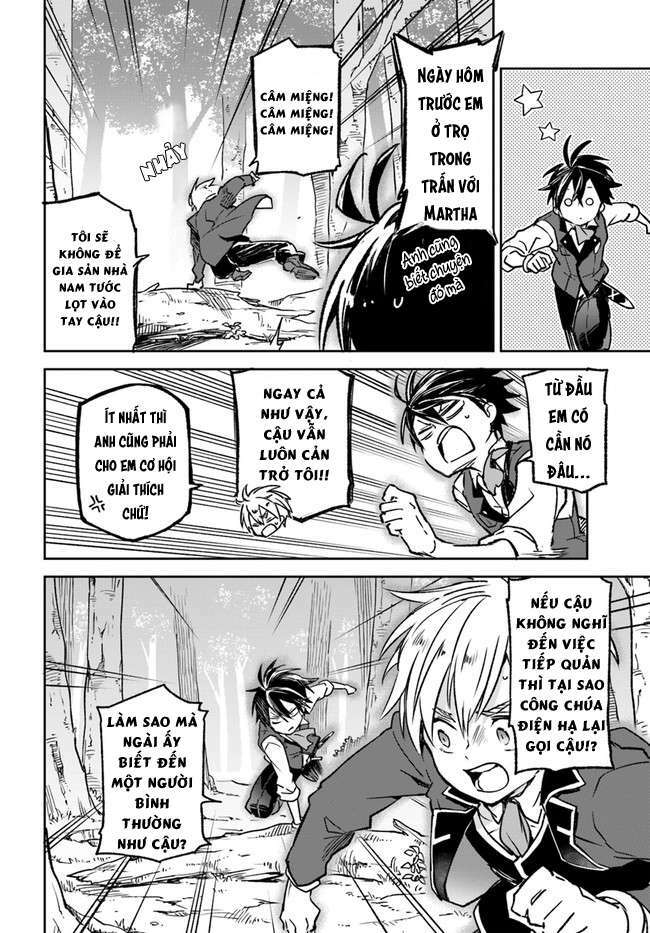 NGÀY HÔM
TRƯỚC EM
Ở TRỌ
TRONG
TRẤN VỚI
MARTHA
Anh cũng
biết chuyện
đó mà
CÂM MIỆNG!
CÂM MIỆNG!
CÂM MIỆNG!
NHẢY
TÔI SẼ
KHÔNG ĐỂ
GIA SẢN NHÀ
NAM TƯỚC
LỌT VÀO
TAY CẬU!!
TỪ ĐẦU
EM CÓ
CẦN NÓ
ĐÂU...
NGAY CẢ
NHƯ VẬY,
CẬU VẪN
LUÔN CẢN
TRỞ TÔI!!
ÍT NHẤT THÌ
ANH CŨNG PHẢI
CHO EM CƠ HỘI
GIẢI THÍCH
CHỨ!
NẾU CẬU
KHÔNG NGHĨ
ĐẾN VIỆC
TIẾP QUẢN
THÌ TẠI SAO
CÔNG CHÚA
ĐIỆN HẠ LẠI
GỌI CẬU!?
LÀM SAO MÀ
NGÀI ẤY
BIẾT ĐẾN
MỘT NGƯỜI
BÌNH
THƯỜNG
NHƯ CẬU?